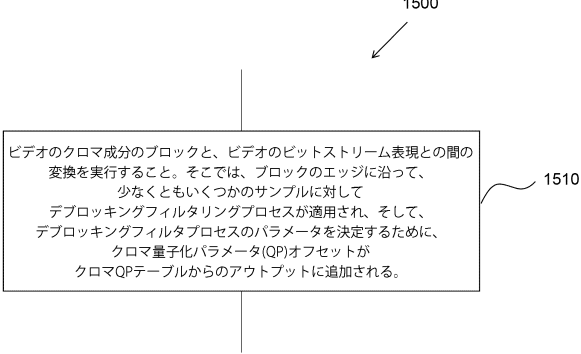 1500
ビデオのクロマ成分のブロックと、ビデオのビットストリーム表現との間の
変換を実行すること。そこでは、ブロックのエッジに沿って、
少なくともいくつかのサンプルに対して
デブロッキングフィルタリングプロセスが適用され、そして、
デブロッキングフィルタプロセスのパラメータを決定するために、
クロマ量子化パラメータ(QP)オフセットが
クロマQPテーブルからのアウトプットに追加される。
1510